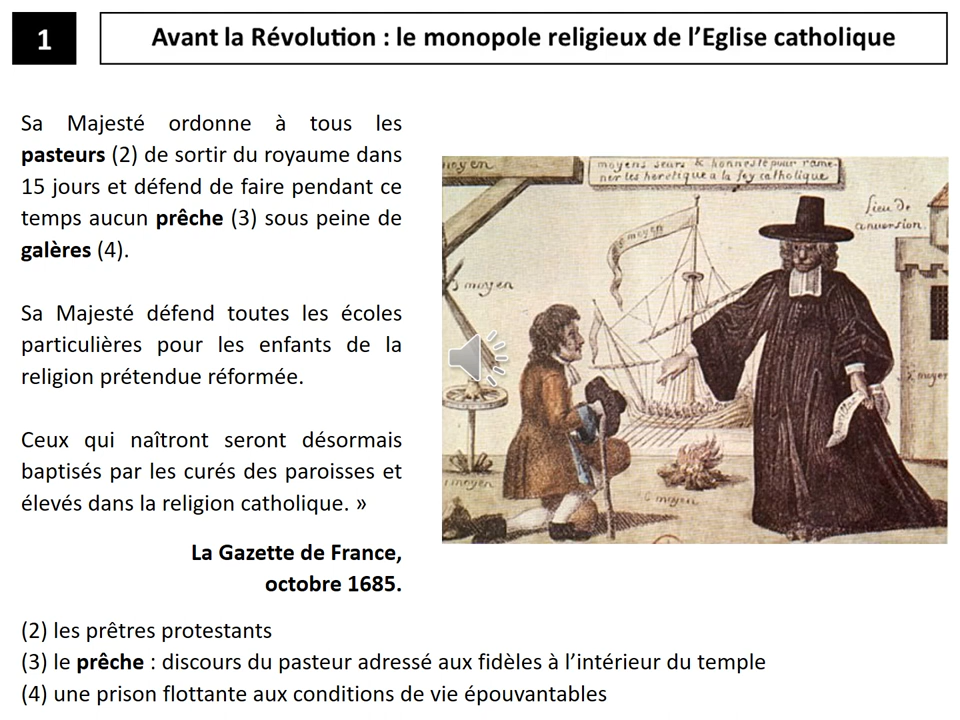 1
Avant la Révolution : le monopole religieux de l’Eglise catholique
Sa Majesté ordonne à tous les
pasteurs (2) de sortir du royaume dans
15 jours et défend de faire pendant ce
temps aucun prêche (3) sous peine de
galères (4).
Sa Majesté défend toutes les écoles
particulières pour les enfants de la
religion prétendue réformée.
Ceux qui naîtront seront désormais
baptisés par les curés des paroisses et
élevés dans la religion catholique. »
La Gazette de France,
octobre 1685.
moyens seurs & honneste pour rame-
ner les heretique a la foy catholique
Lieu de
conversion
moyen
moyen
moyen
6 moyen
(2) les prêtres protestants
(3) le prêche : discours du pasteur adressé aux fidèles à l’intérieur du temple
(4) une prison flottante aux conditions de vie épouvantables